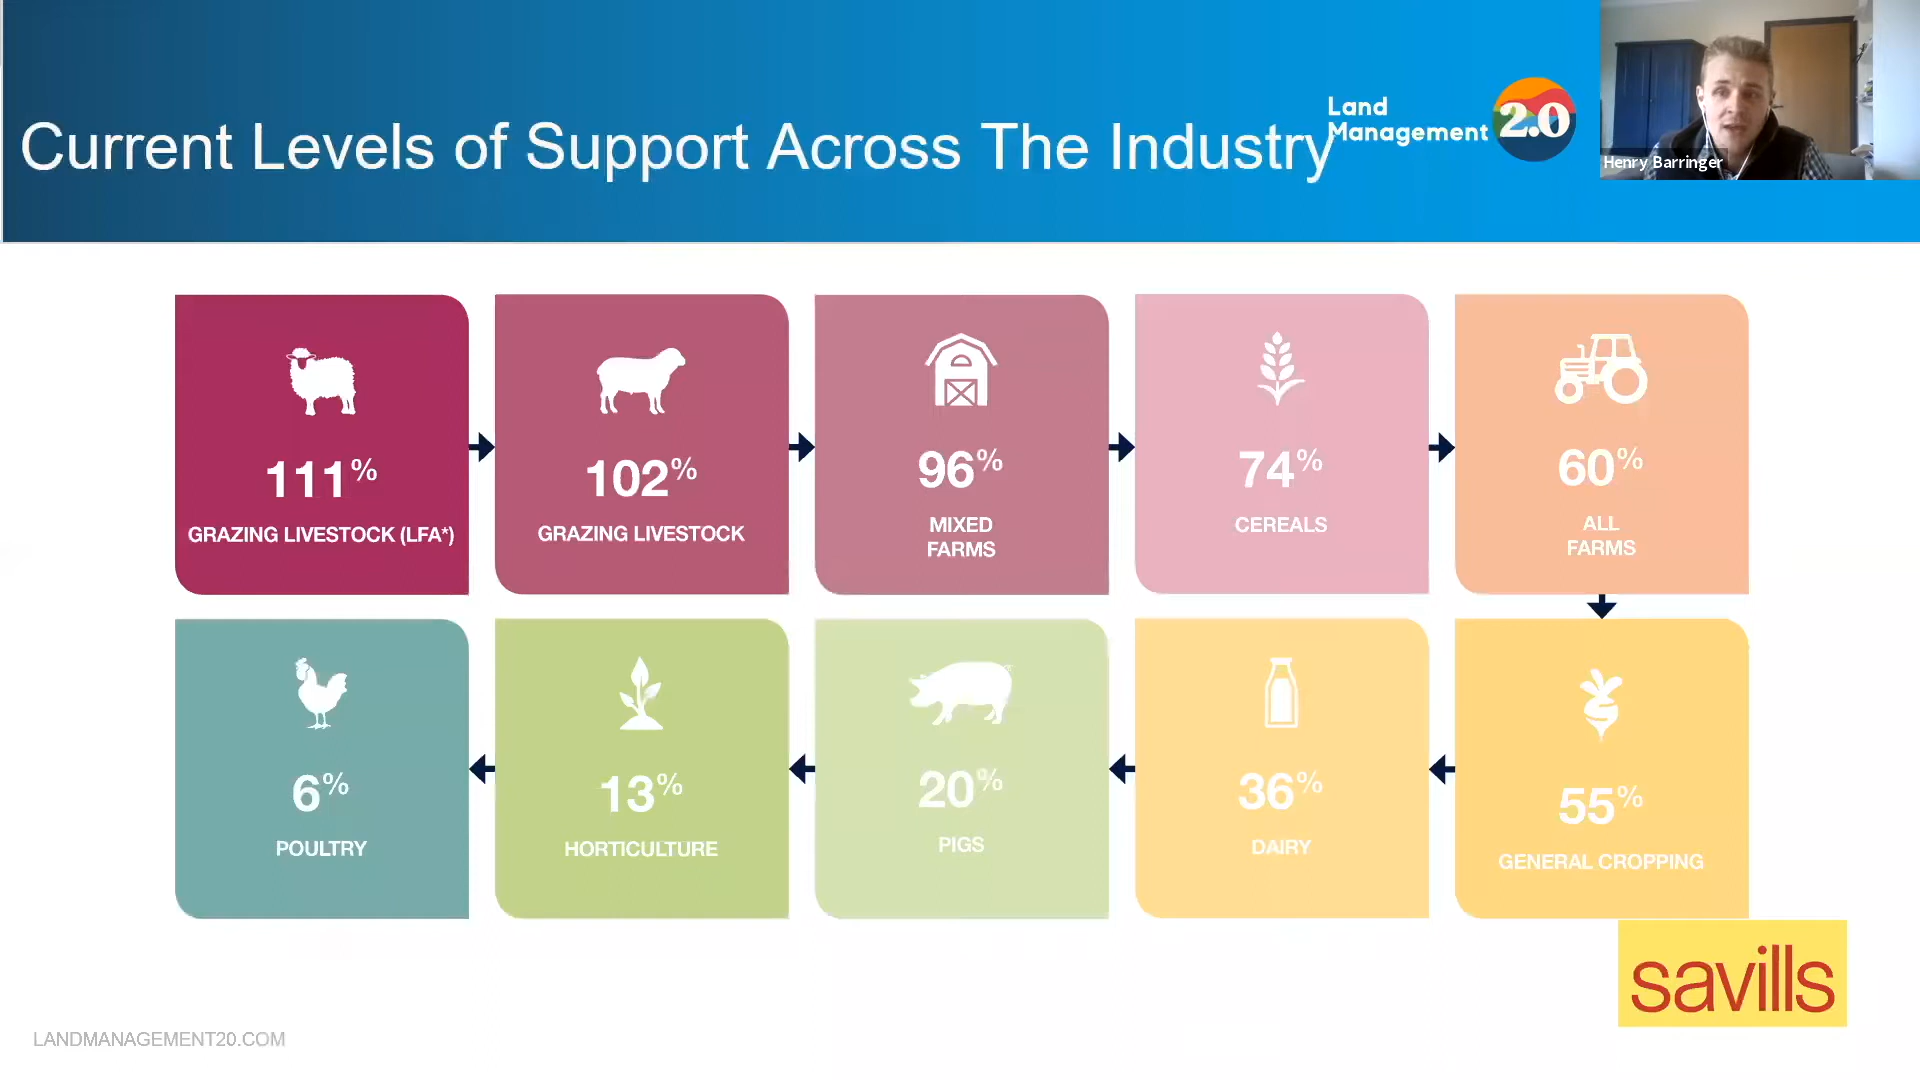 Current Levels of Support Across The Industry
Land
Management
2.0
Henry Barringer
111%
GRAZING LIVESTOCK (LFA*)
102%
GRAZING LIVESTOCK
96%
MIXED
FARMS
74%
CEREALS
60%
ALL
FARMS
6%
POULTRY
13%
HORTICULTURE
20%
PIGS
36%
DAIRY
55%
GENERAL CROPPING
savills
LANDMANAGEMENT20.COM